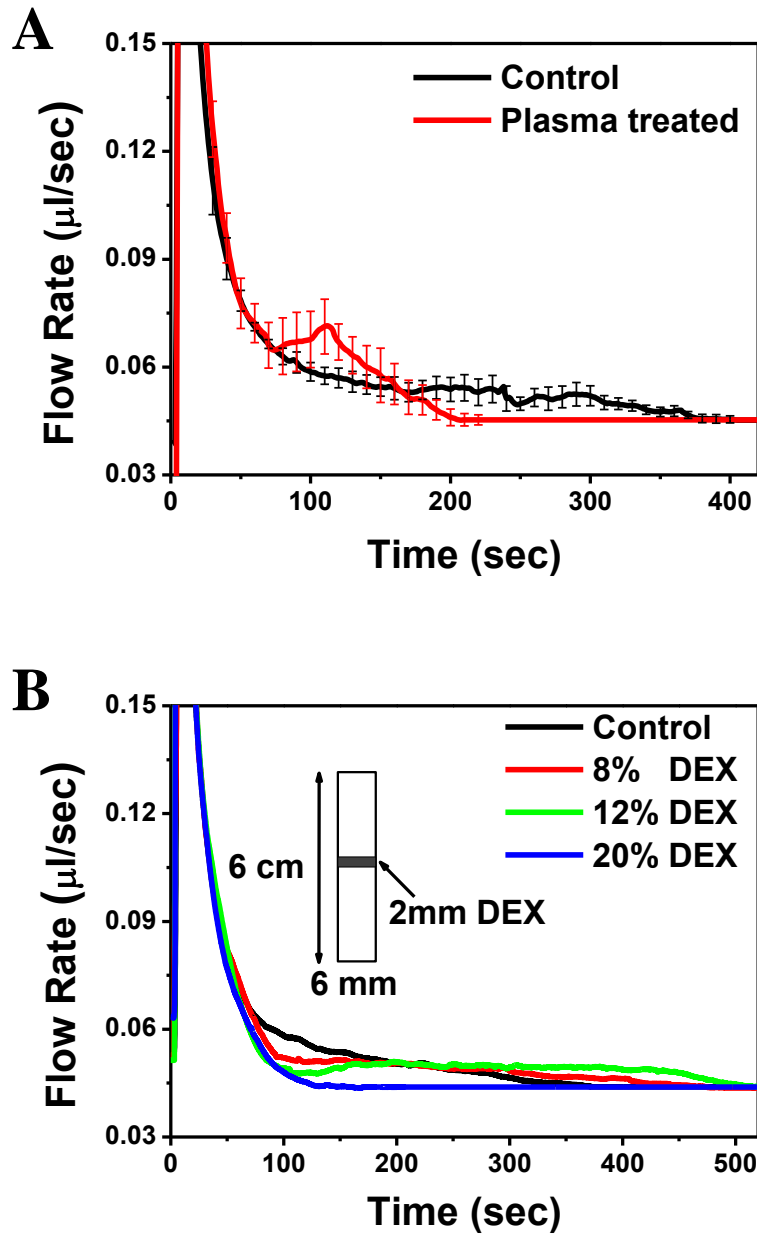 A
Flow Rate (μl/sec)
0.15
0.12
0.09
0.06
0.03
Control
Plasma treated
0
100
200
300
400
Time (sec)
B
Flow Rate (μl/sec)
0.15
0.12
0.09
0.06
0.03
Control
8% DEX
12% DEX
20% DEX
6 cm
2mm DEX
6 mm
0
100
200
300
400
500
Time (sec)